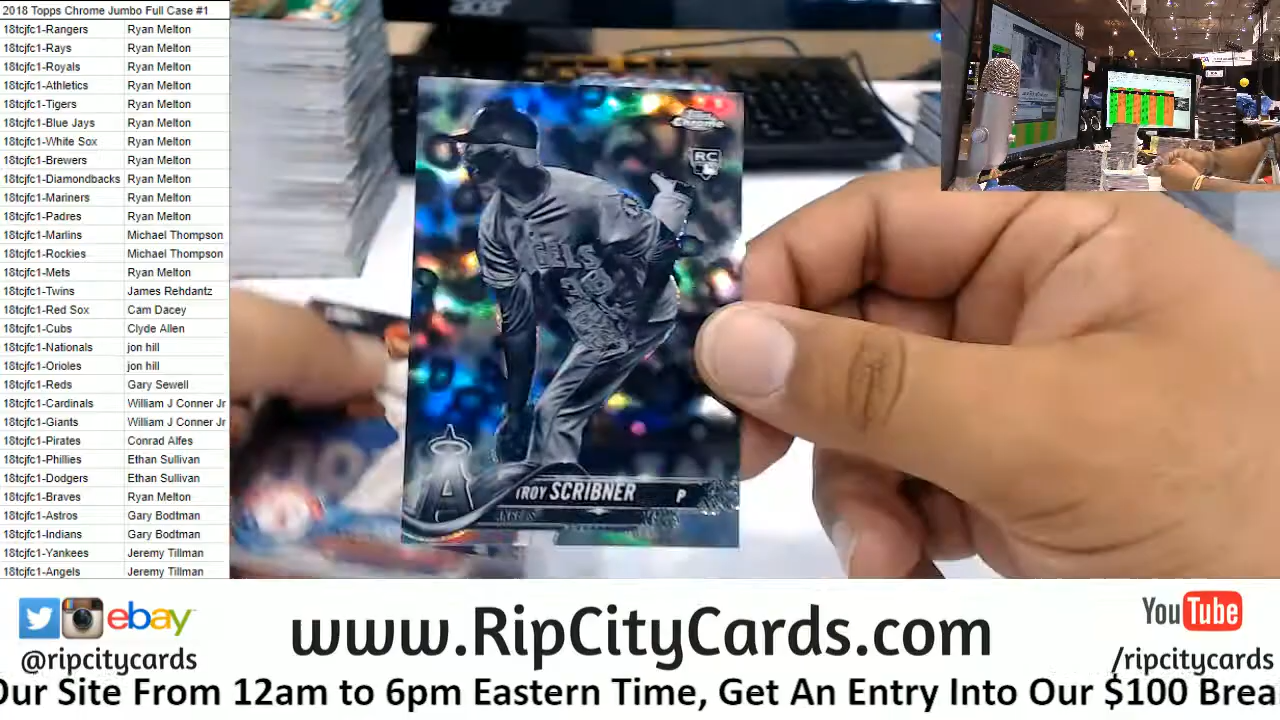 2018 Topps Chrome Jumbo Full Case #1
18tcjfc1-Rangers Ryan Melton
18tcjfc1-Rays Ryan Melton
18tcjfc1-Royals Ryan Melton
18tcjfc1-Athletics Ryan Melton
18tcjfc1-Tigers Ryan Melton
18tcjfc1-Blue Jays Ryan Melton
18tcjfc1-White Sox Ryan Melton
18tcjfc1-Brewers Ryan Melton
18tcjfc1-Diamondbacks Ryan Melton
18tcjfc1-Mariners Ryan Melton
18tcjfc1-Padres Ryan Melton
18tcjfc1-Marlins Michael Thompson
18tcjfc1-Rockies Michael Thompson
18tcjfc1-Mets Ryan Melton
18tcjfc1-Twins James Rehdantz
18tcjfc1-Red Sox Cam Dacey
18tcjfc1-Cubs Clyde Allen
18tcjfc1-Nationals jon hill
18tcjfc1-Orioles jon hill
18tcjfc1-Reds Gary Sewell
18tcjfc1-Cardinals William J Conner Jr
18tcjfc1-Giants William J Conner Jr
18tcjfc1-Pirates Conrad Alfes
18tcjfc1-Phillies Ethan Sullivan
18tcjfc1-Dodgers Ethan Sullivan
18tcjfc1-Braves Ryan Melton
18tcjfc1-Astros Gary Bodtman
18tcjfc1-Indians Gary Bodtman
18tcjfc1-Yankees Jeremy Tillman
18tcjfc1-Angels Jeremy Tillman
acer
Chrome
RC
A
TROY SCRIBNER P
ANGELS
ebay
@ripcitycards
www.RipCityCards.com
YouTube
/ripcitycards
Our Site From 12am to 6pm Eastern Time, Get An Entry Into Our $100 Brea